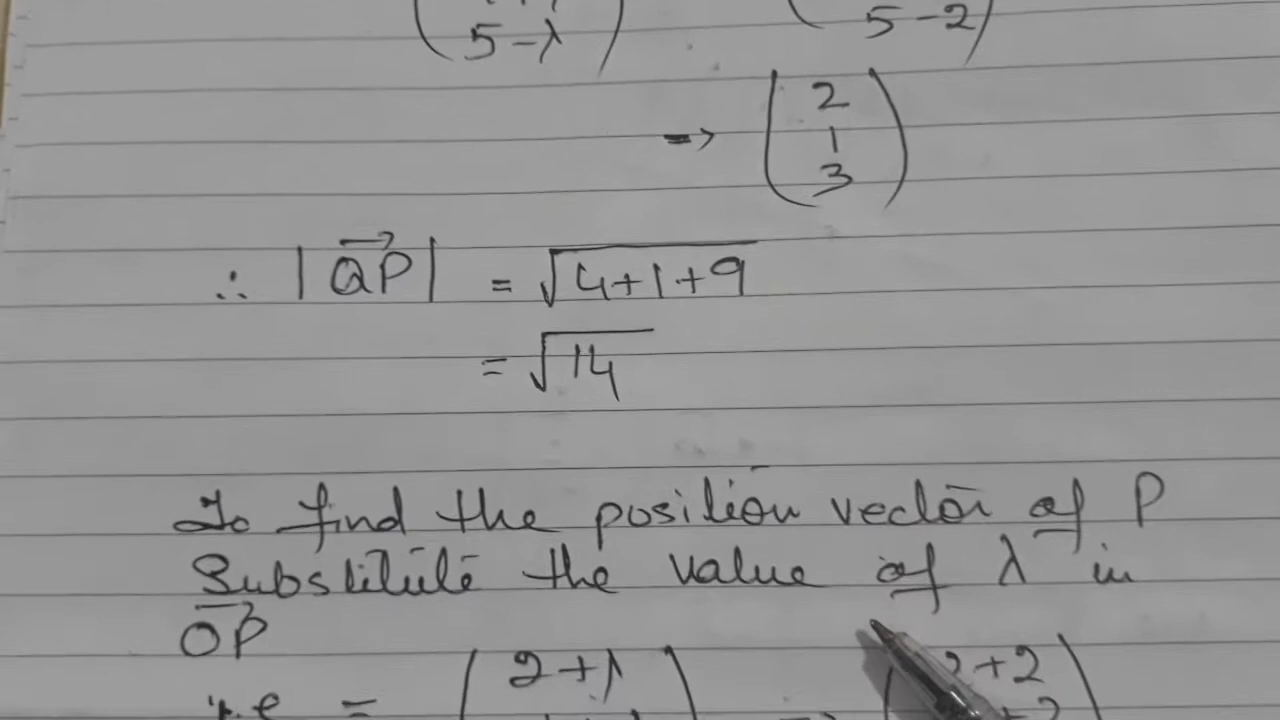 5-λ 5-2
→ (2
1
3)
∴ |QP| = √4+1+9
= √14
To find the position vector of P
Substitute the value of λ in
OP
i.e = (2+λ → 2+2